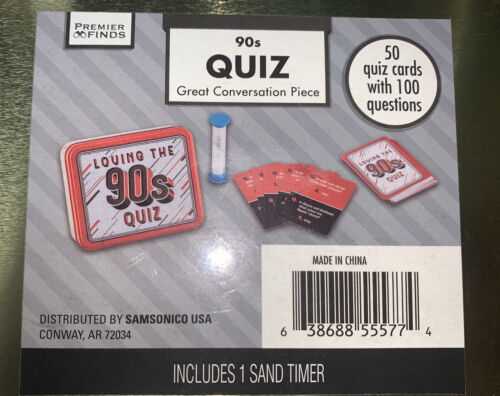 PREMIER
FINDS
90s
QUIZ
Great Conversation Piece
50
quiz cards
with 100
questions
LOVING THE
90s
QUIZ
LOVING THE
90s
QUIZ
MADE IN CHINA
6 38688 55577 4
DISTRIBUTED BY SAMSONICO USA
CONWAY, AR 72034
INCLUDES 1 SAND TIMER